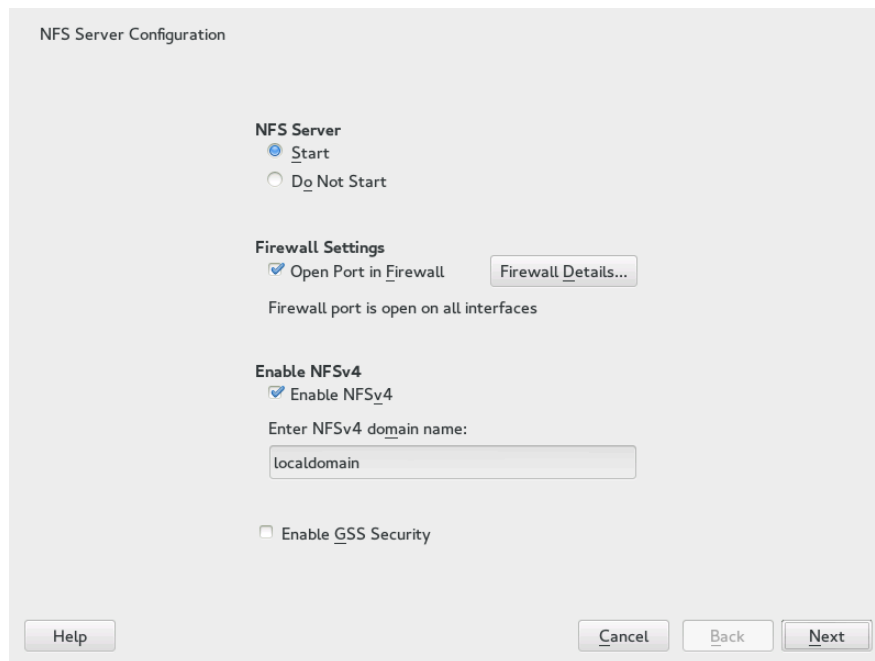 NFS Server Configuration
NFS Server
Start
Do Not Start
Firewall Settings
Open Port in Firewall
Firewall Details...
Firewall port is open on all interfaces
Enable NFSv4
Enable NFSv4
Enter NFSv4 domain name:
localdomain
Enable GSS Security
Help
Cancel
Back
Next